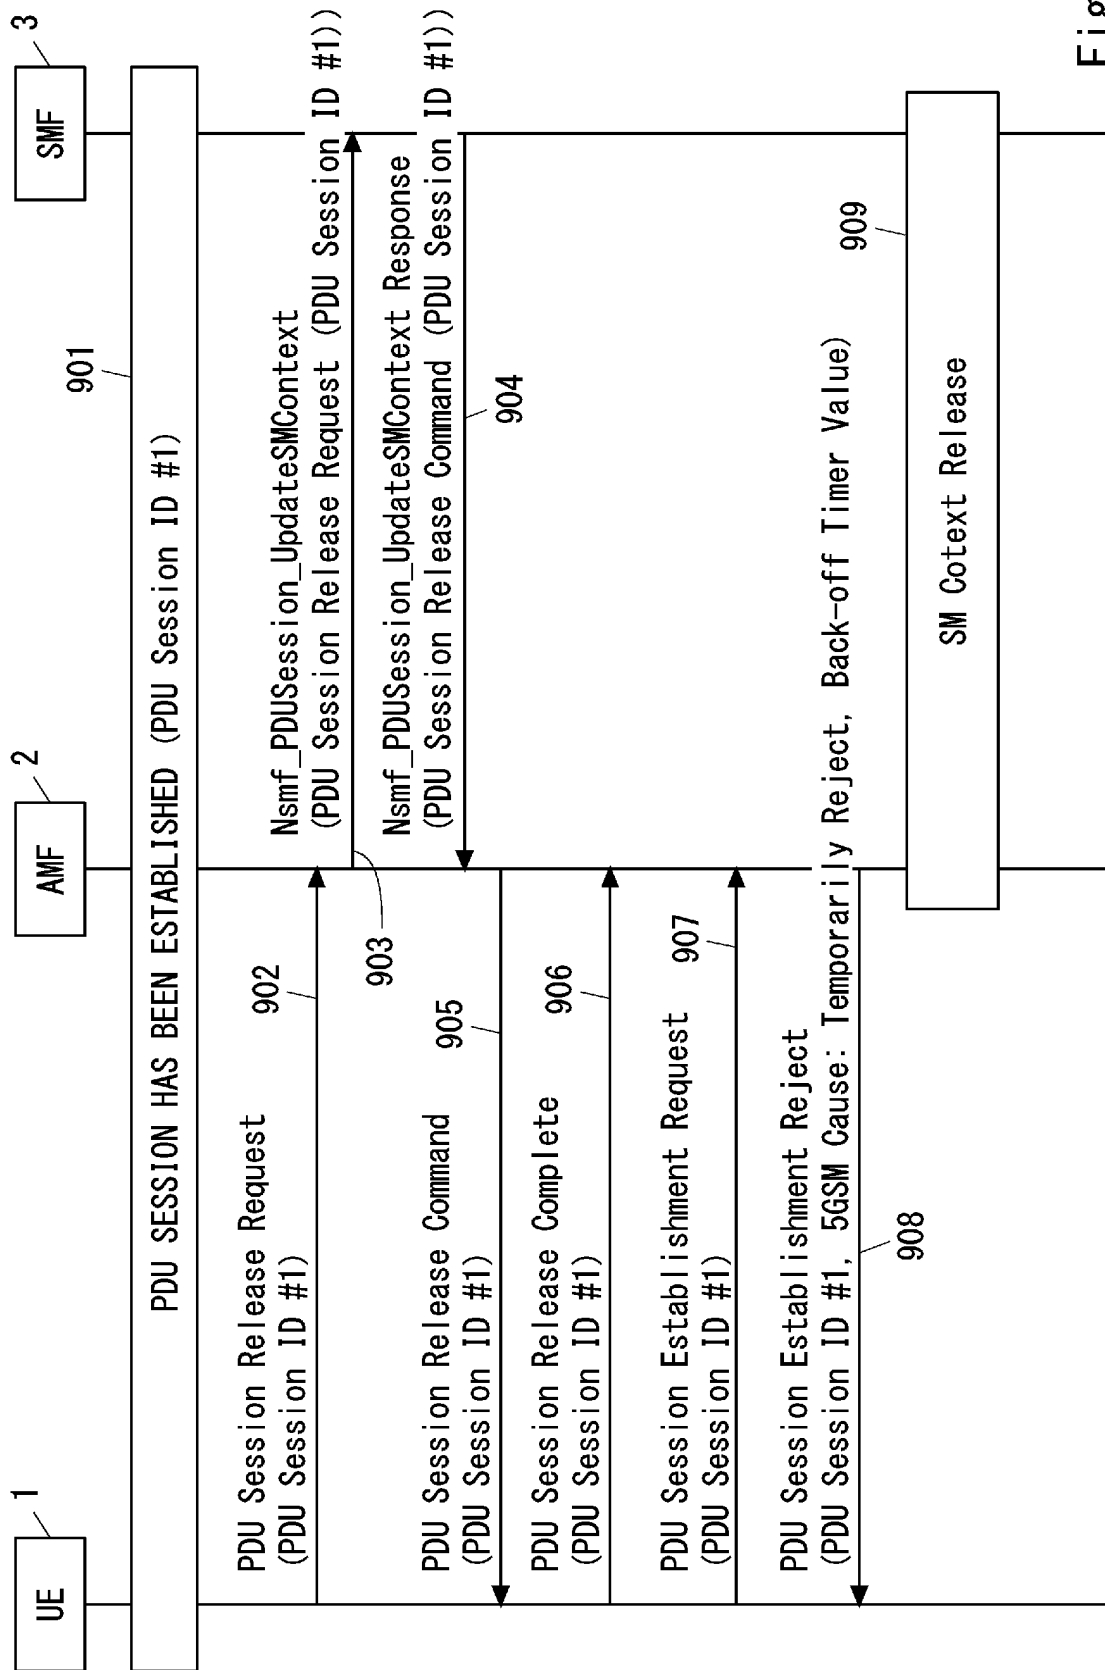 UE
1
AMF
2
SMF
3
PDU SESSION HAS BEEN ESTABLISHED (PDU Session ID #1)
901
PDU Session Release Request
(PDU Session ID #1)
902
Nsmf_PDUSession_UpdateSMContext
(PDU Session Release Request (PDU Session ID #1))
903
Nsmf_PDUSession_UpdateSMContext Response
(PDU Session Release Command (PDU Session ID #1))
904
PDU Session Release Command
(PDU Session ID #1)
905
PDU Session Release Complete
(PDU Session ID #1)
906
PDU Session Establishment Request
(PDU Session ID #1)
907
PDU Session Establishment Reject
(PDU Session ID #1, 5GSM Cause: Temporarily Reject, Back-off Timer Value)
908
SM Cotext Release
909
Fig